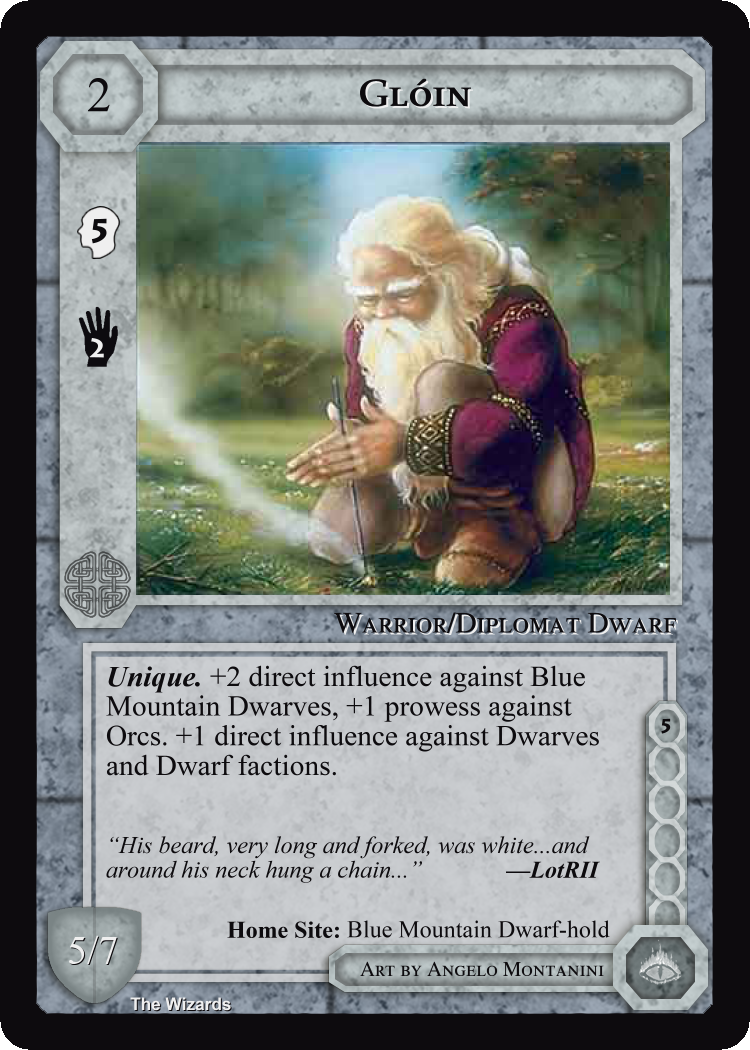 2
Glóin
5
2
Warrior/Diplomat Dwarf
Unique. +2 direct influence against Blue
Mountain Dwarves, +1 prowess against
Orcs. +1 direct influence against Dwarves
and Dwarf factions.
5
“His beard, very long and forked, was white...and
around his neck hung a chain...” —LotRII
Home Site: Blue Mountain Dwarf-hold
5/7
Art by Angelo Montanini
The Wizards